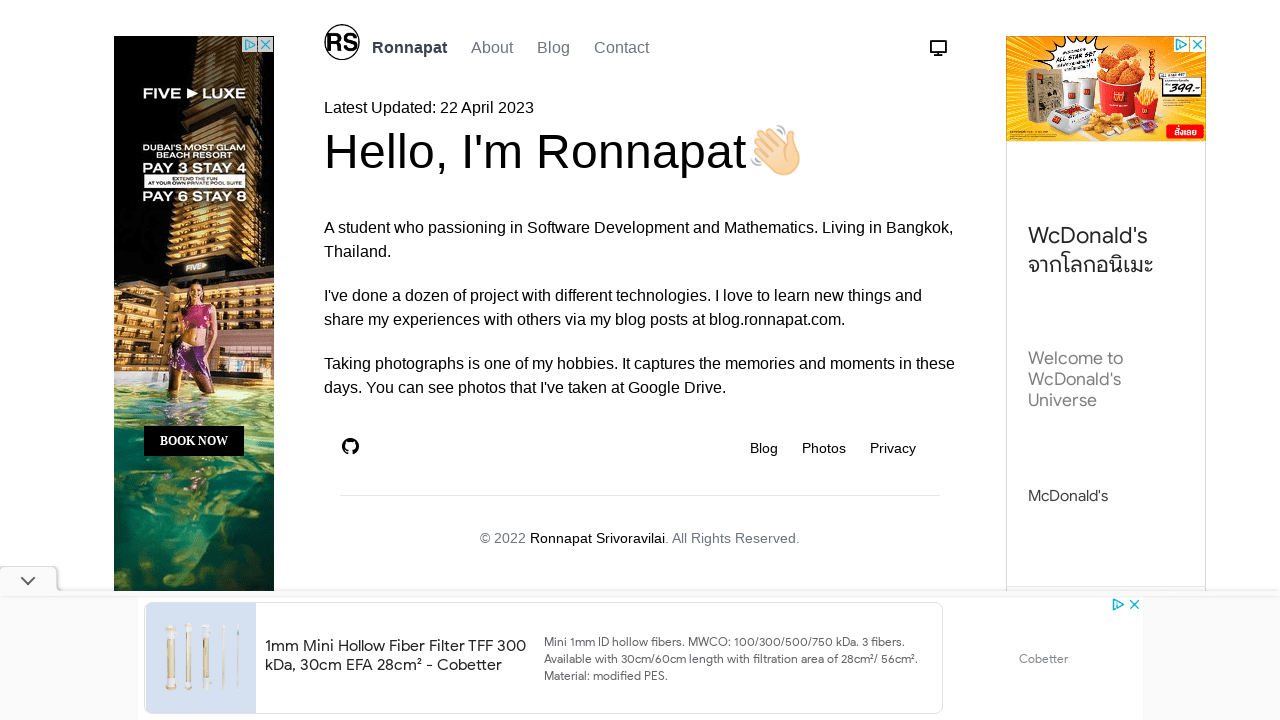 RS
Ronnapat
About
Blog
Contact
Latest Updated: 22 April 2023
Hello, I'm Ronnapat
A student who passioning in Software Development and Mathematics. Living in Bangkok,
Thailand.
I've done a dozen of project with different technologies. I love to learn new things and
share my experiences with others via my blog posts at blog.ronnapat.com.
Taking photographs is one of my hobbies. It captures the memories and moments in these
days. You can see photos that I've taken at Google Drive.
Blog
Photos
Privacy
© 2022 Ronnapat Srivoravilai. All Rights Reserved.
FIVE LUXE
DUBAI'S MOST GLAM
BEACH RESORT
PAY 3 STAY 4
EXTEND THE FUN
AT YOUR OWN PRIVATE POOL SUITE
PAY 6 STAY 8
FIVE
BOOK NOW
ALL STAR SET
399.-
สั่งเลย
WcDonald's
จากโลกอนิเมะ
Welcome to
WcDonald's
Universe
McDonald's
1mm Mini Hollow Fiber Filter TFF 300
kDa, 30cm EFA 28cm² - Cobetter
Mini 1mm ID hollow fibers. MWCO: 100/300/500/750 kDa. 3 fibers.
Available with 30cm/60cm length with filtration area of 28cm²/ 56cm².
Material: modified PES.
Cobetter